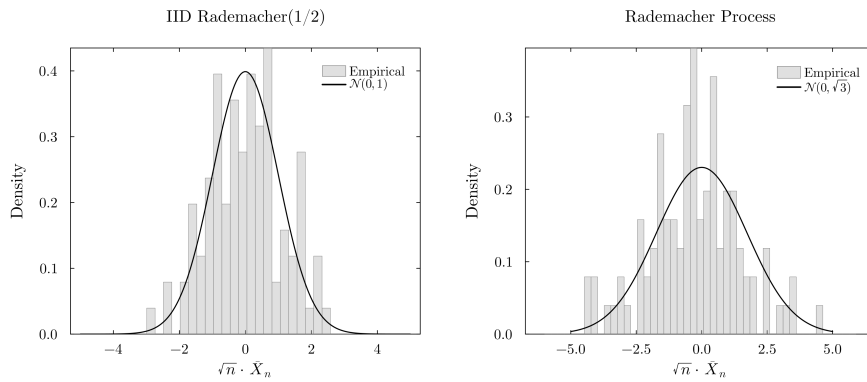 IID Rademacher(1/2)
0.4
0.3
0.2
0.1
0.0
Density
−4 −2 0 2 4
√n · X̄n
Empirical
𝒩(0, 1)
Rademacher Process
0.3
0.2
0.1
0.0
Density
−5.0 −2.5 0.0 2.5 5.0
√n · X̄n
Empirical
𝒩(0, √3)